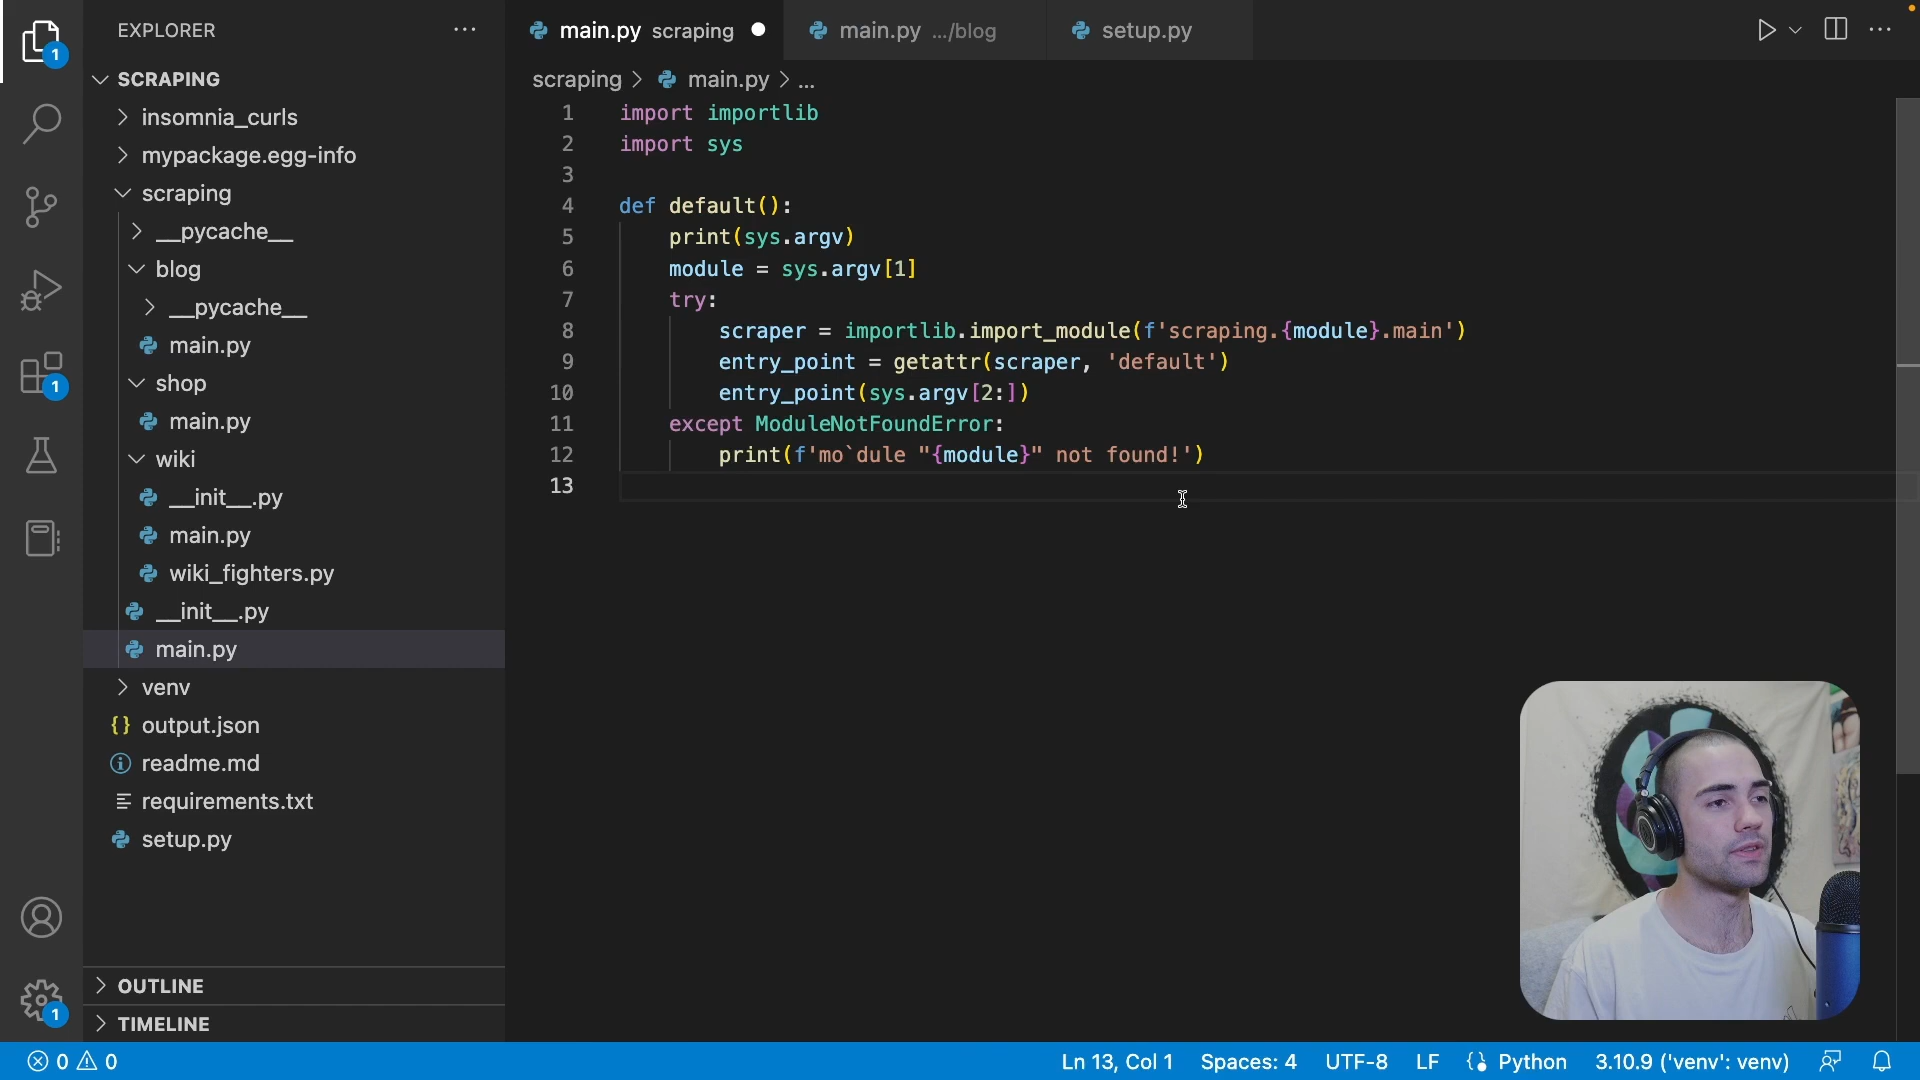 EXPLORER
main.py scraping
main.py .../blog
setup.py
1
SCRAPING
insomnia_curls
mypackage.egg-info
scraping
__pycache__
blog
__pycache__
main.py
shop
main.py
wiki
__init__.py
main.py
wiki_fighters.py
__init__.py
main.py
venv
output.json
readme.md
requirements.txt
setup.py
OUTLINE
TIMELINE
1
1
scraping > main.py > ...
1 import importlib
2 import sys
3
4 def default():
5 print(sys.argv)
6 module = sys.argv[1]
7 try:
8 scraper = importlib.import_module(f'scraping.{module}.main')
9 entry_point = getattr(scraper, 'default')
10 entry_point(sys.argv[2:])
11 except ModuleNotFoundError:
12 print(f'mo`dule "{module}" not found!')
13
0 0 Ln 13, Col 1 Spaces: 4 UTF-8 LF Python 3.10.9 ('venv': venv)